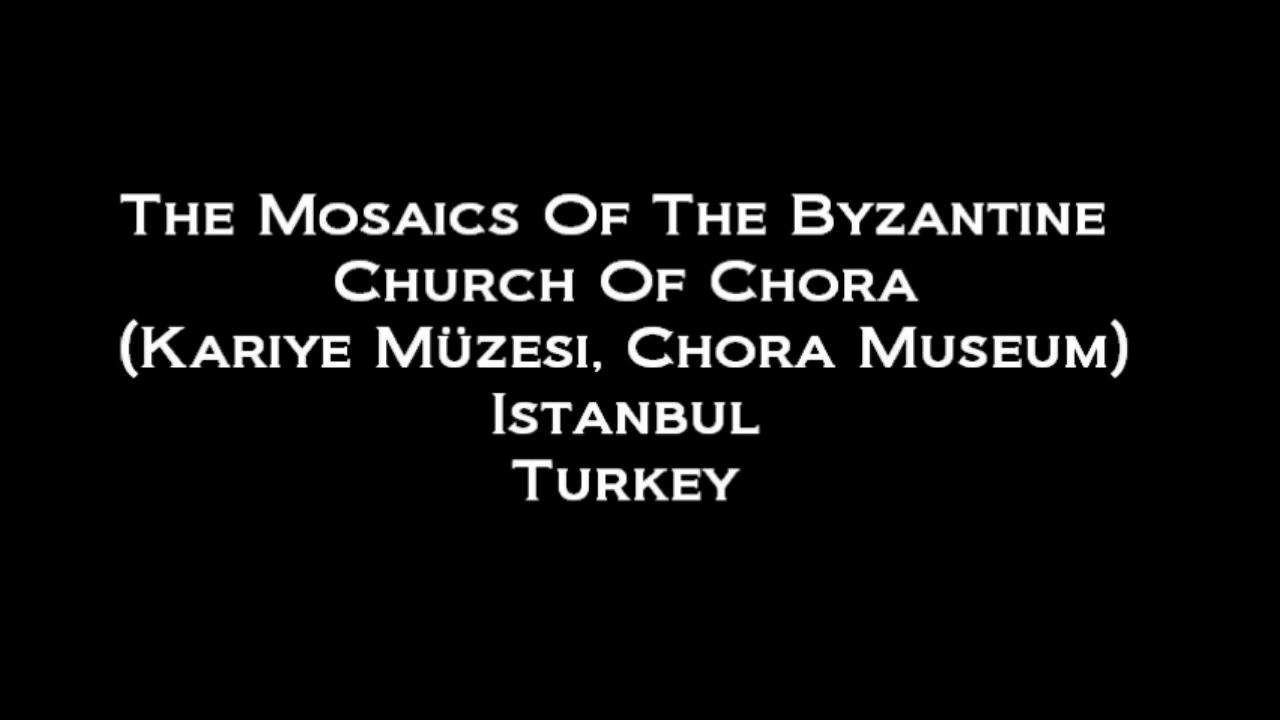 The Mosaics Of The Byzantine
Church Of Chora
(Kariye Müzesi, Chora Museum)
Istanbul
Turkey